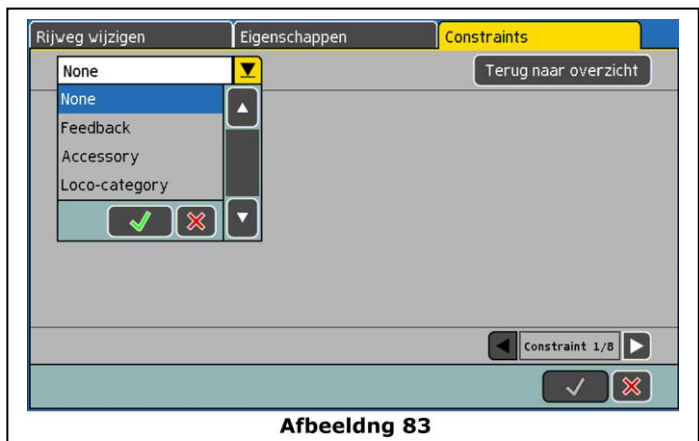 Rijweg wijzigen Eigenschappen Constraints
None Terug naar overzicht
None
Feedback
Accessory
Loco-category
Constraint 1/8
Afbeeldng 83